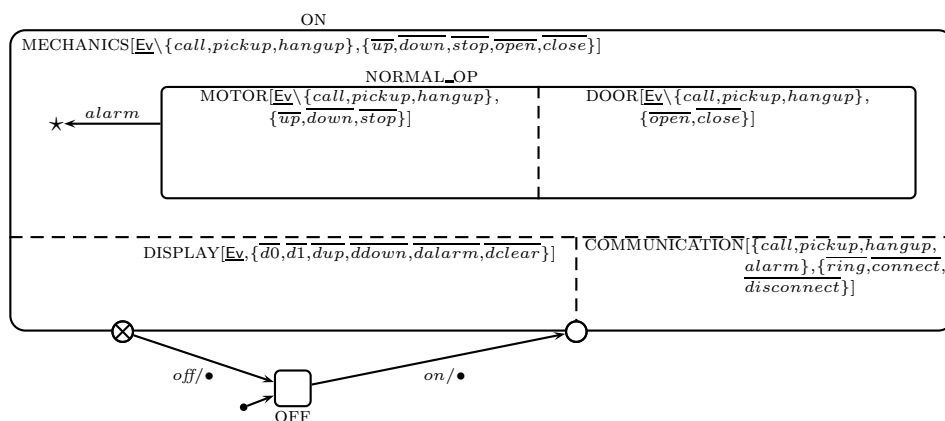 ON
MECHANICS[Ev\{call,pickup,hangup},{up,down,stop,open,close}]
NORMAL_OP
MOTOR[Ev\{call,pickup,hangup},
{up,down,stop}]
DOOR[Ev\{call,pickup,hangup},
{open,close}]
alarm
DISPLAY[Ev,{d0,d1,dup,ddown,dalarm,dclear}]
COMMUNICATION[{call,pickup,hangup,
alarm},{ring,connect,
disconnect}]
off/•
on/•
OFF